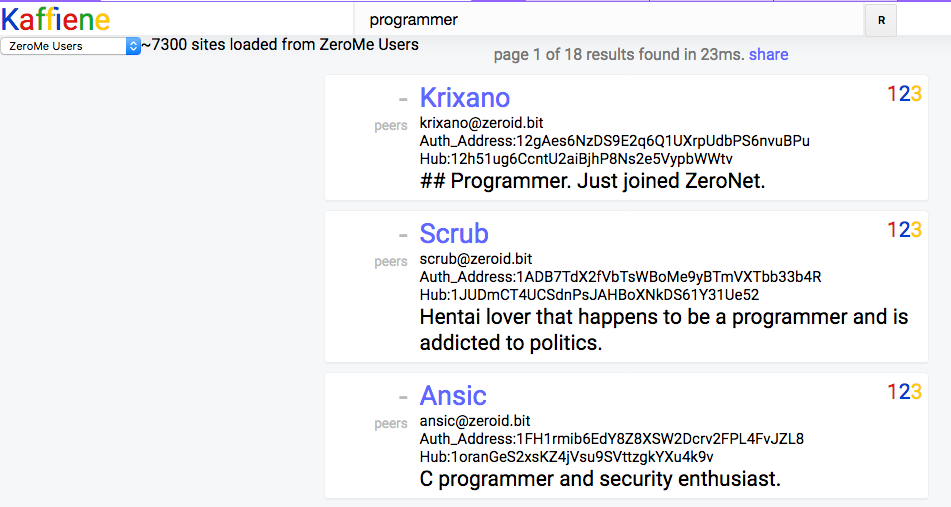 Kaffiene
programmer
R
ZeroMe Users
~7300 sites loaded from ZeroMe Users
page 1 of 18 results found in 23ms. share
- Krixano 123
peers krixano@zeroid.bit
Auth_Address:12gAes6NzDS9E2q6Q1UXrpUdbPS6nvuBPu
Hub:12h51ug6CcntU2aiBjhP8Ns2e5VypbWWtv
## Programmer. Just joined ZeroNet.
- Scrub 123
peers scrub@zeroid.bit
Auth_Address:1ADB7TdX2fVbTsWBoMe9yBTmVXTbb33b4R
Hub:1JUDmCT4UCSdnPsJAHBoXNkDS61Y31Ue52
Hentai lover that happens to be a programmer and is
addicted to politics.
- Ansic 123
peers ansic@zeroid.bit
Auth_Address:1FH1rmib6EdY8Z8XSW2Dcrv2FPL4FvJZL8
Hub:1oranGeS2xsKZ4jVsu9SVttzgkYXu4k9v
C programmer and security enthusiast.